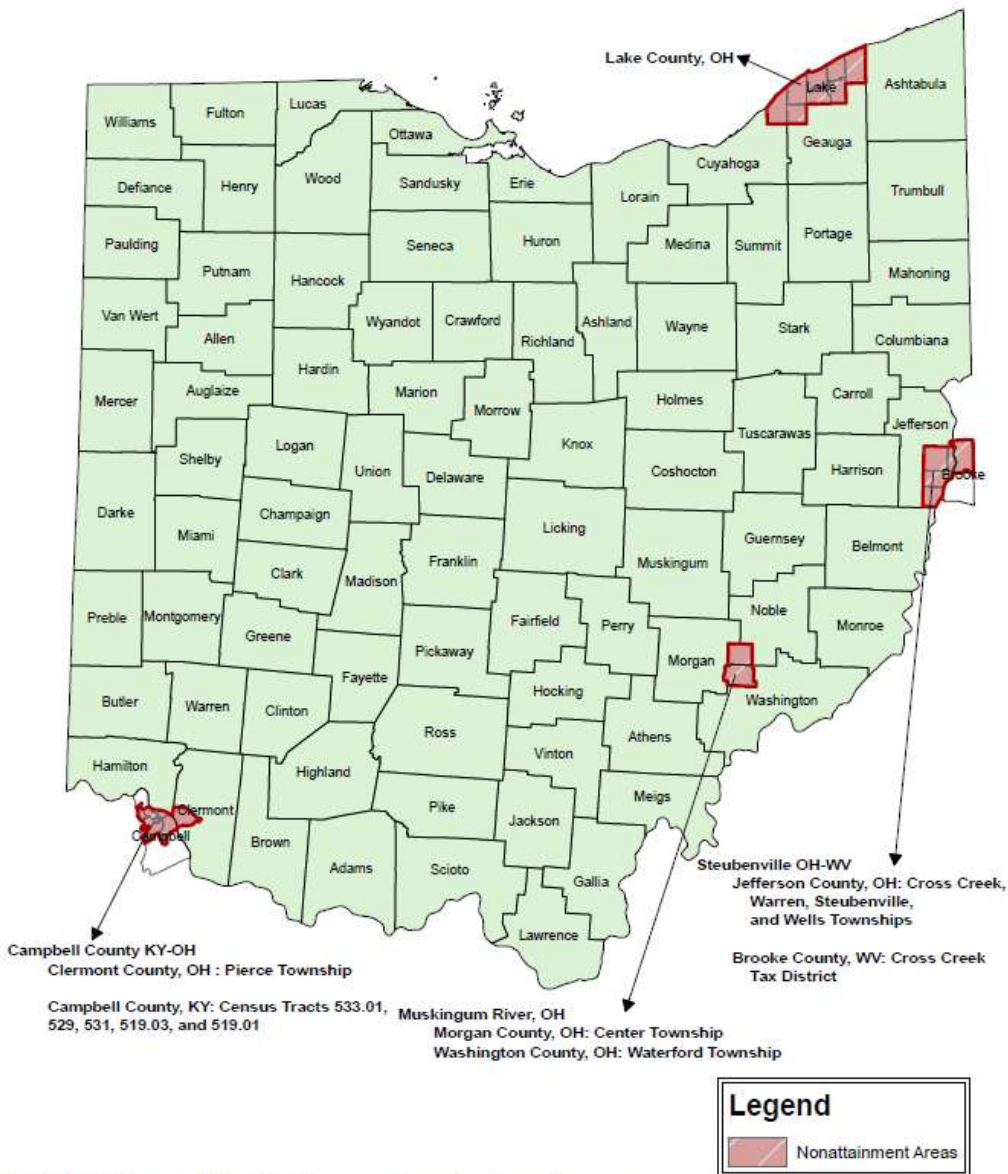 Lake County, OH
Lake
Ashtabula
Williams
Fulton
Lucas
Ottawa
Geauga
Cuyahoga
Defiance
Henry
Wood
Sandusky
Erie
Lorain
Trumbull
Paulding
Seneca
Huron
Medina
Summit
Portage
Putnam
Hancock
Mahoning
Van Wert
Allen
Wyandot
Crawford
Richland
Ashland
Wayne
Stark
Columbiana
Hardin
Mercer
Auglaize
Marion
Morrow
Holmes
Carroll
Jefferson
Tuscarawas
Logan
Knox
Shelby
Union
Delaware
Coshocton
Harrison
Brooke
Darke
Champaign
Licking
Miami
Guernsey
Belmont
Franklin
Muskingum
Clark
Madison
Preble
Montgomery
Noble
Fairfield
Perry
Monroe
Greene
Pickaway
Morgan
Fayette
Hocking
Washington
Butler
Warren
Clinton
Ross
Athens
Vinton
Hamilton
Highland
Meigs
Clermont
Pike
Jackson
Campbell
Brown
Adams
Scioto
Gallia
Lawrence
Steubenville OH-WV
Jefferson County, OH: Cross Creek,
Warren, Steubenville,
and Wells Townships
Brooke County, WV: Cross Creek
Tax District
Campbell County KY-OH
Clermont County, OH : Pierce Township
Campbell County, KY: Census Tracts 533.01,
529, 531, 519.03, and 519.01
Muskingum River, OH
Morgan County, OH: Center Township
Washington County, OH: Waterford Township
Legend
Nonattainment Areas